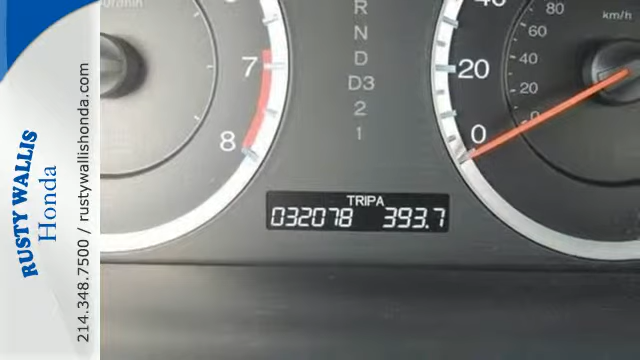 RUSTY WALLIS
Honda
214.348.7500 / rustywallishonda.com
7
8
R
N
D
D3
2
1
TRIPA
032078 393.7
20
0
80
60
40
20
0
km/h